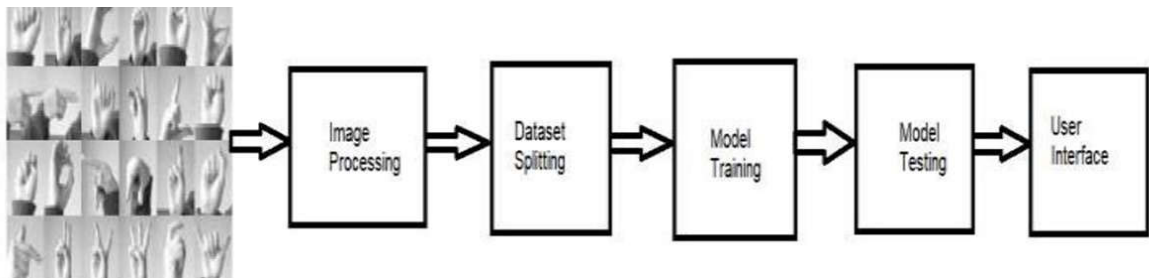 Image
Processing
Dataset
Splitting
Model
Training
Model
Testing
User
Interface